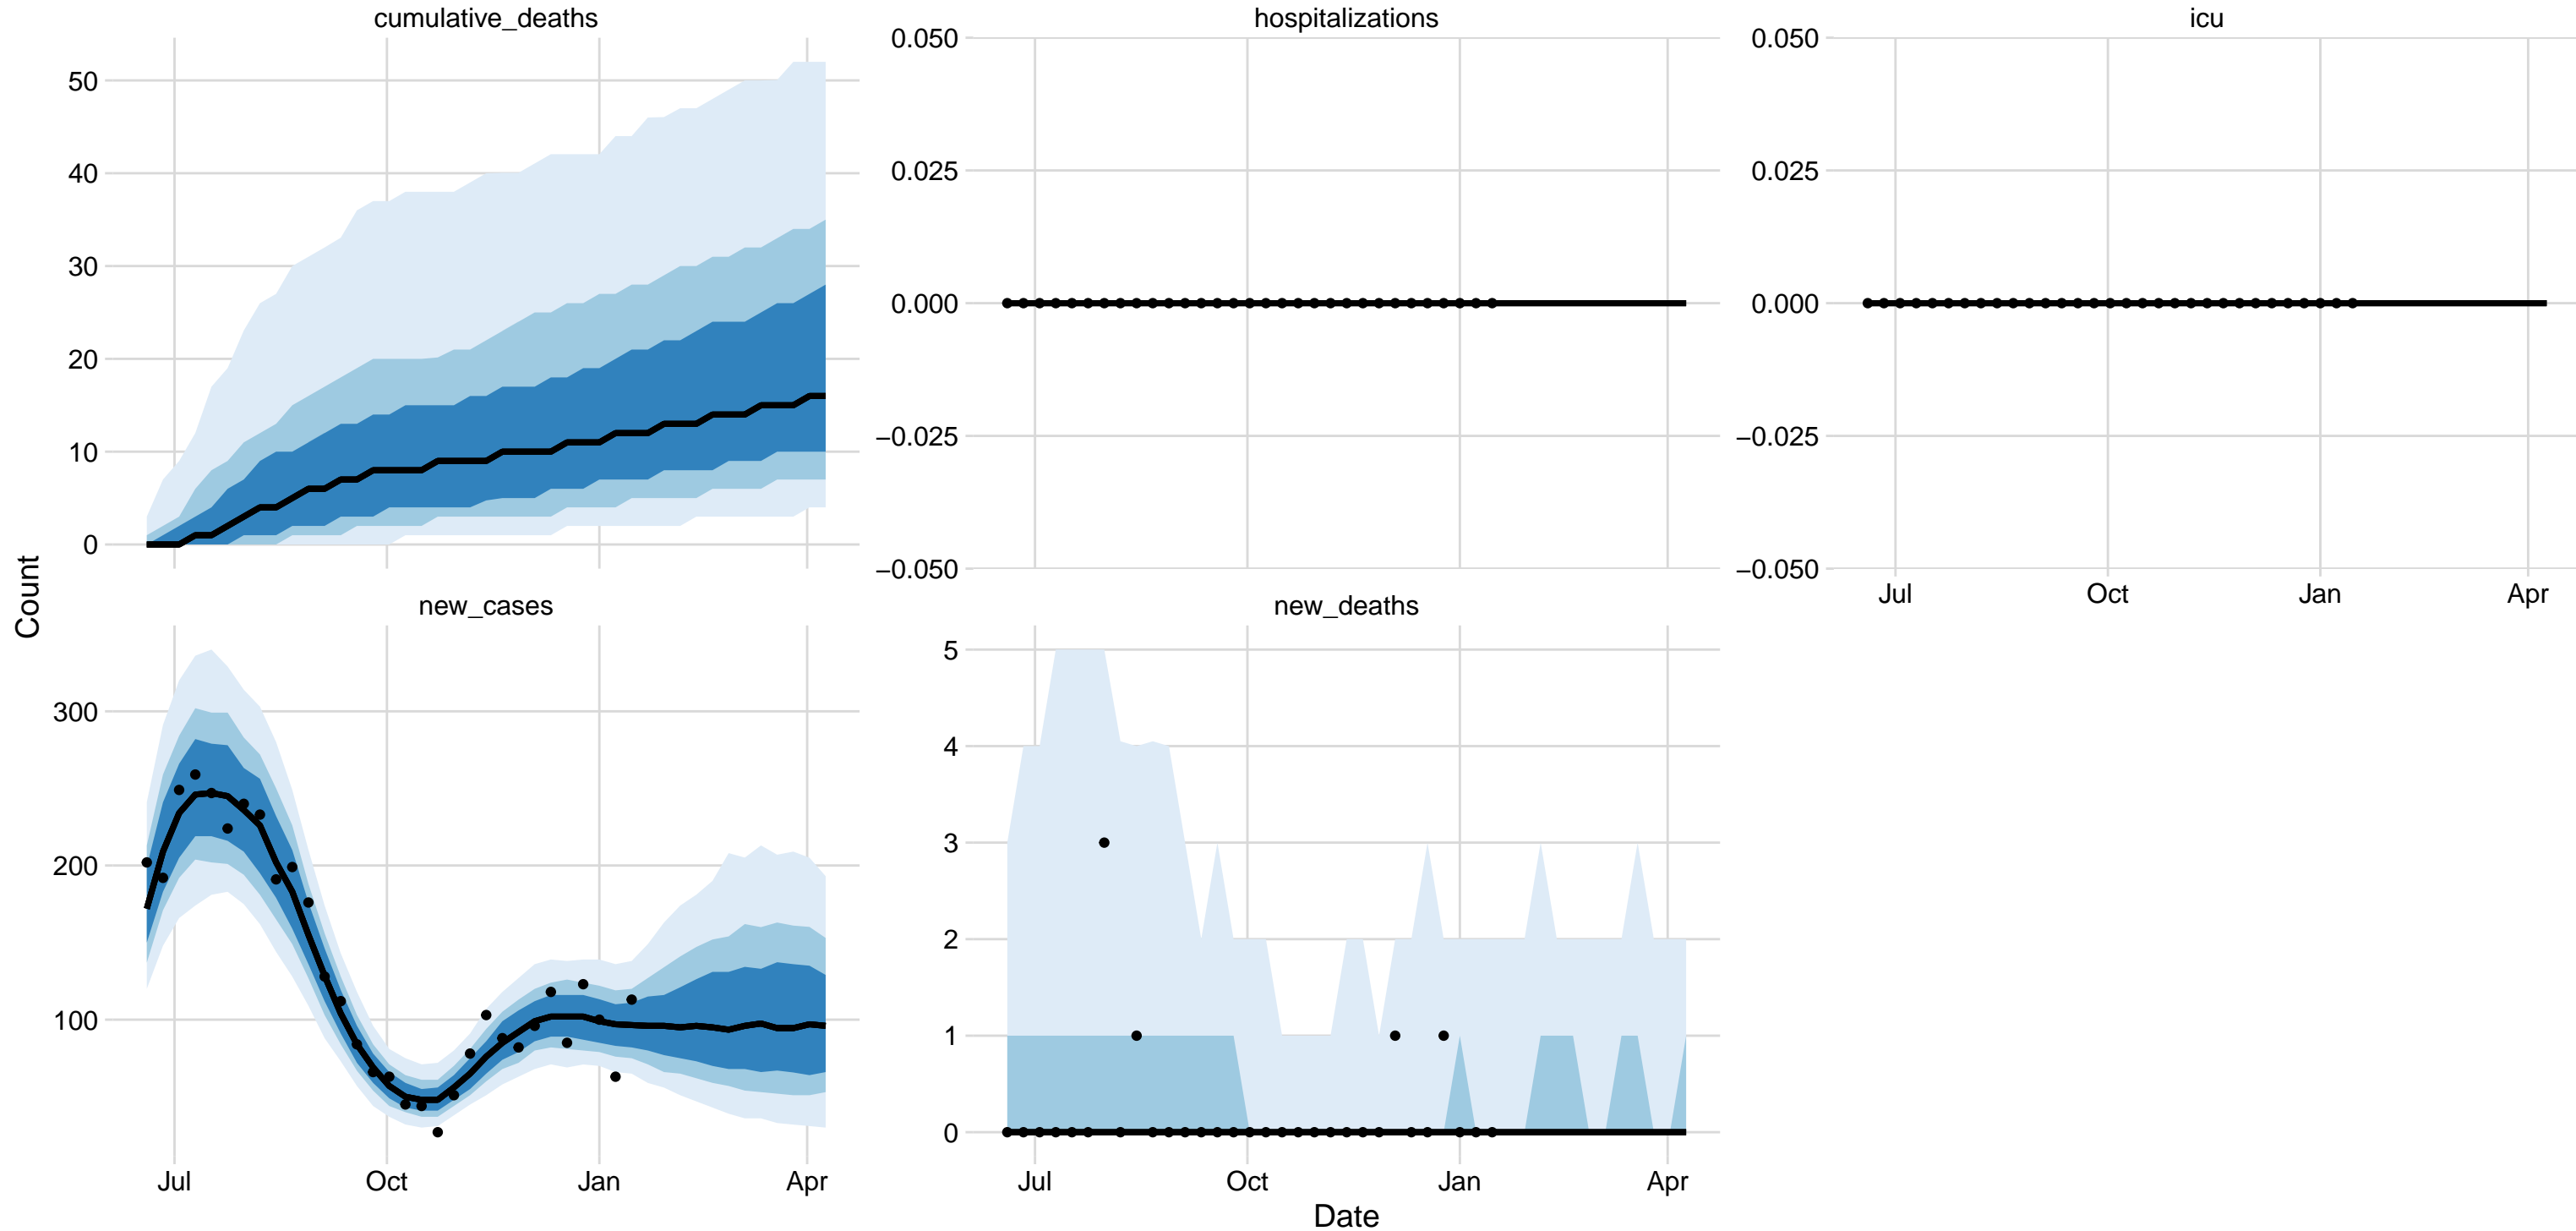 cumulative_deaths
hospitalizations
icu
50
40
30
20
10
0
0.050
0.025
0.000
−0.025
−0.050
0.050
0.025
0.000
−0.025
−0.050
Jul Oct Jan Apr
Count
new_cases
new_deaths
300
200
100
5
4
3
2
1
0
Jul Oct Jan Apr
Jul Oct Jan Apr
Date